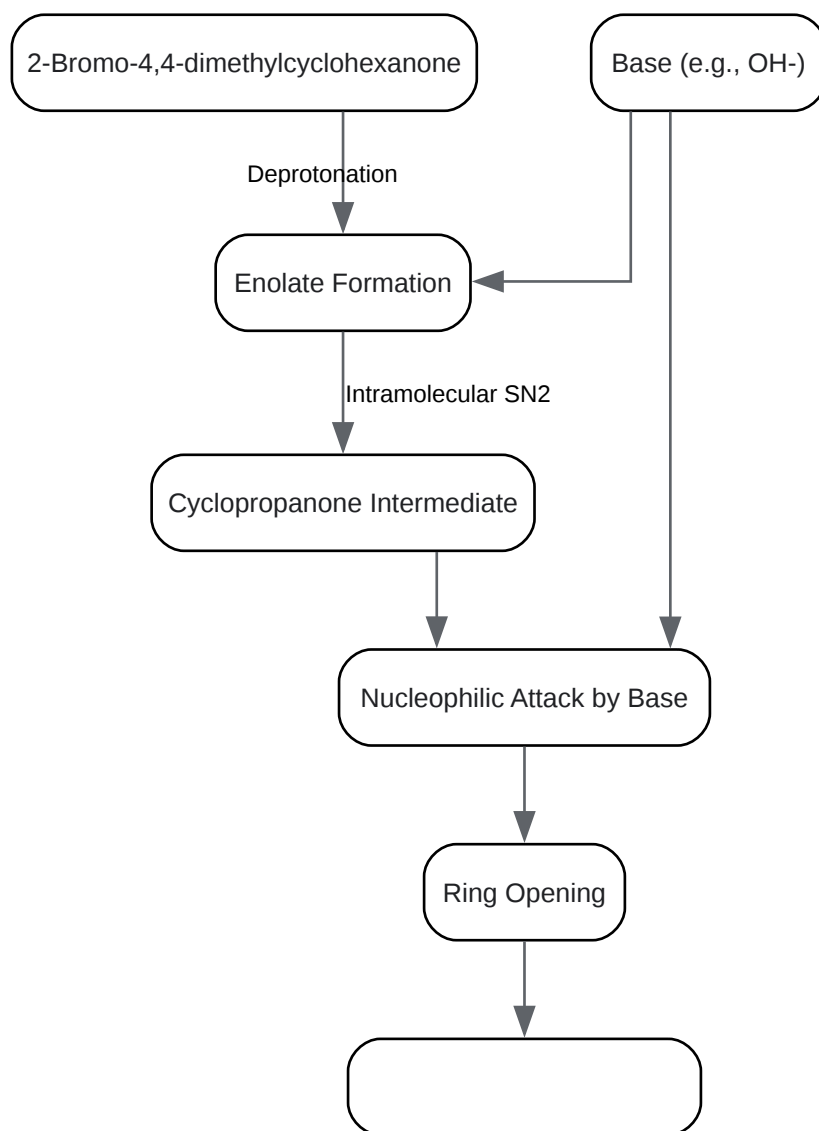 2-Bromo-4,4-dimethylcyclohexanone
Base (e.g., OH-)
Deprotonation
Enolate Formation
Intramolecular SN2
Cyclopropanone Intermediate
Nucleophilic Attack by Base
Ring Opening